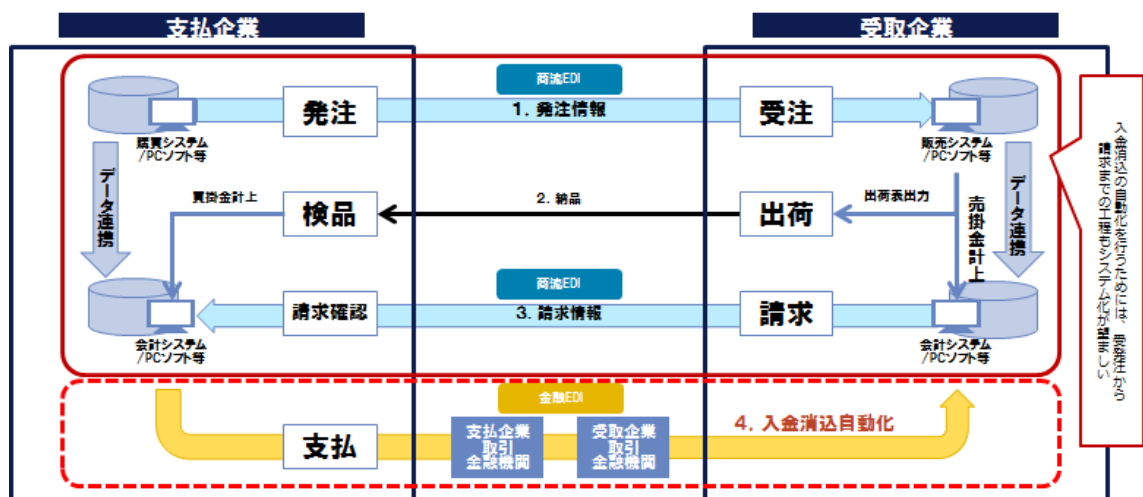 支払企業
受取企業
商流EDI
発注
1. 発注情報
受注
購買システム
/PCソフト等
販売システム
/PCソフト等
データ連携
買掛金計上
検品
2. 納品
出荷
出荷表出力
売掛金計上
データ連携
商流EDI
請求確認
3. 請求情報
請求
会計システム
/PCソフト等
会計システム
/PCソフト等
入金消込の自動化を行うためには、受発注から
請求までの工程もシステム化が望ましい
金融EDI
支払
支払企業
取引
金融機関
受取企業
取引
金融機関
4. 入金消込自動化